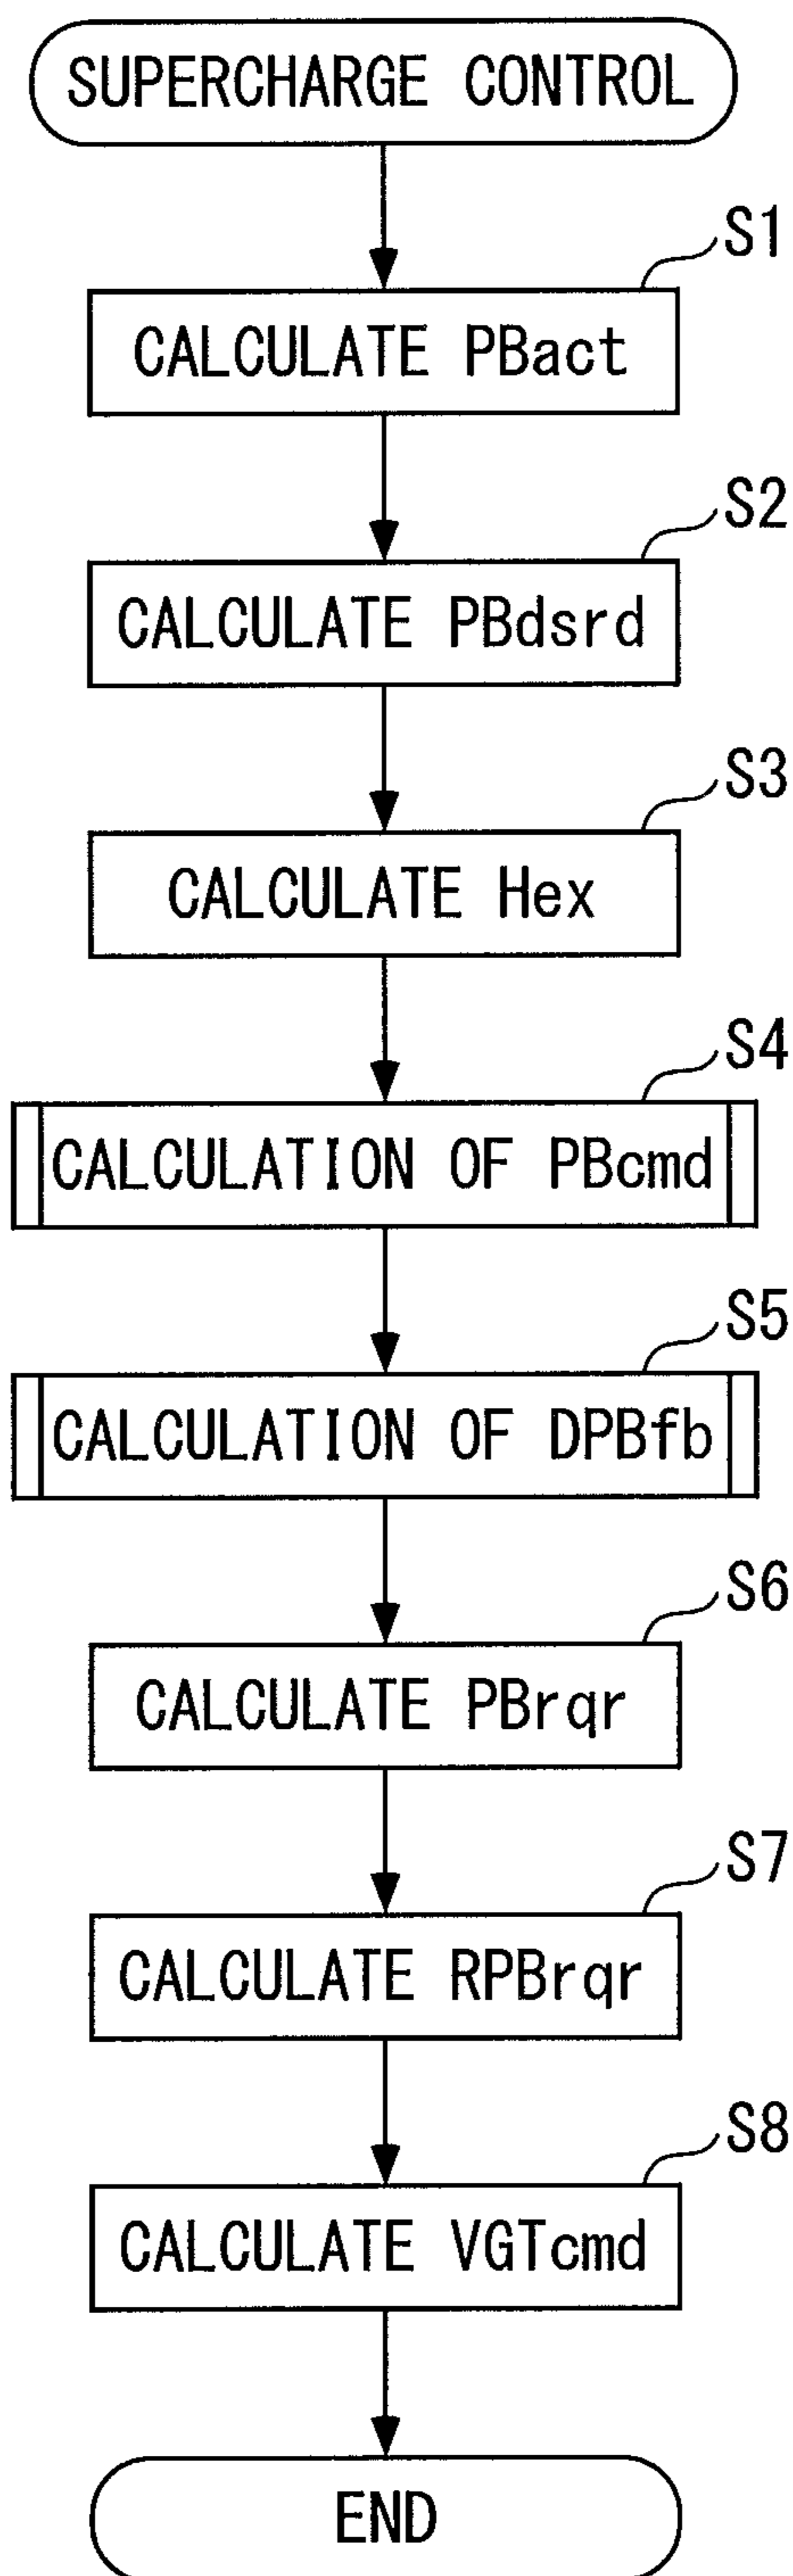 SUPERCHARGE CONTROL
S1
CALCULATE PBact
S2
CALCULATE PBdsrd
S3
CALCULATE Hex
S4
CALCULATION OF PBcmd
S5
CALCULATION OF DPBfb
S6
CALCULATE PBrqr
S7
CALCULATE RPBrqr
S8
CALCULATE VGTcmd
END